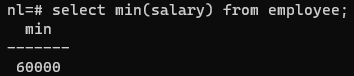 nl=# select min(salary) from employee;
min
-------
60000